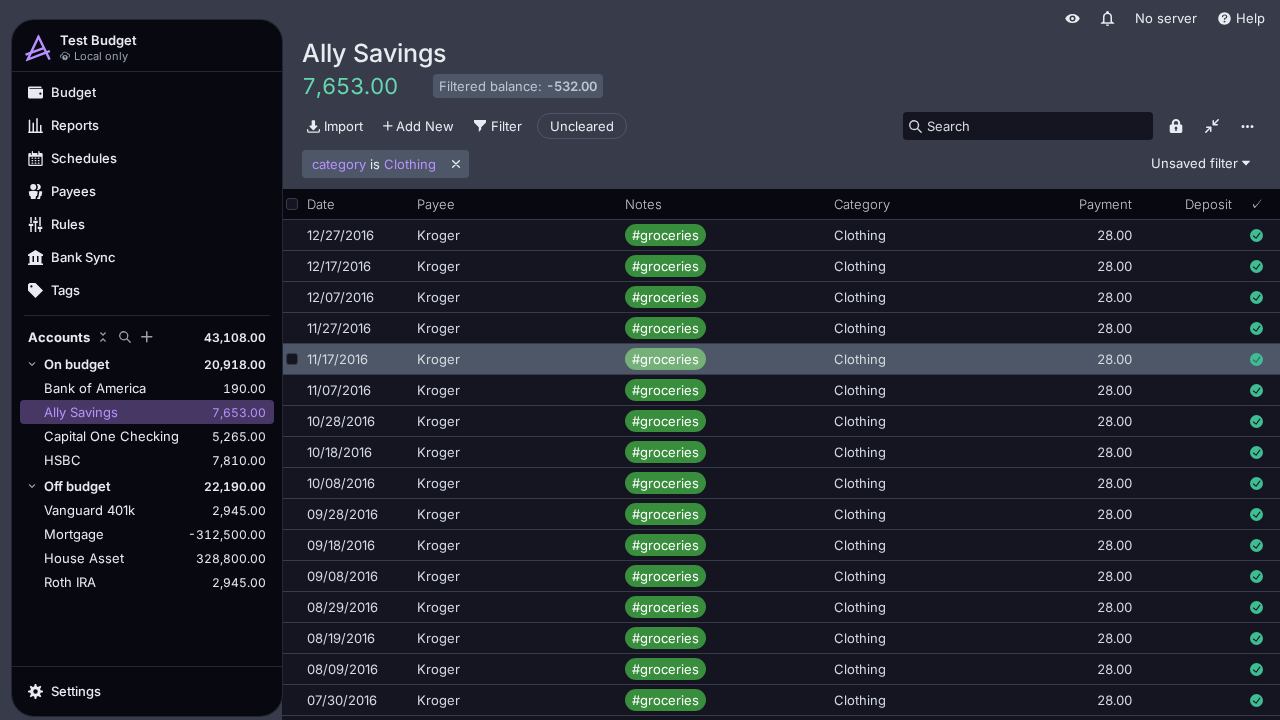 No server
Help
Test Budget
Local only
Budget
Reports
Schedules
Payees
Rules
Bank Sync
Tags
Accounts 43,108.00
On budget 20,918.00
Bank of America 190.00
Ally Savings 7,653.00
Capital One Checking 5,265.00
HSBC 7,810.00
Off budget 22,190.00
Vanguard 401k 2,945.00
Mortgage -312,500.00
House Asset 328,800.00
Roth IRA 2,945.00
Settings
Ally Savings
7,653.00 Filtered balance: -532.00
Import Add New Filter Uncleared Search
category is Clothing Unsaved filter
Date Payee Notes Category Payment Deposit
12/27/2016 Kroger #groceries Clothing 28.00
12/17/2016 Kroger #groceries Clothing 28.00
12/07/2016 Kroger #groceries Clothing 28.00
11/27/2016 Kroger #groceries Clothing 28.00
11/17/2016 Kroger #groceries Clothing 28.00
11/07/2016 Kroger #groceries Clothing 28.00
10/28/2016 Kroger #groceries Clothing 28.00
10/18/2016 Kroger #groceries Clothing 28.00
10/08/2016 Kroger #groceries Clothing 28.00
09/28/2016 Kroger #groceries Clothing 28.00
09/18/2016 Kroger #groceries Clothing 28.00
09/08/2016 Kroger #groceries Clothing 28.00
08/29/2016 Kroger #groceries Clothing 28.00
08/19/2016 Kroger #groceries Clothing 28.00
08/09/2016 Kroger #groceries Clothing 28.00
07/30/2016 Kroger #groceries Clothing 28.00